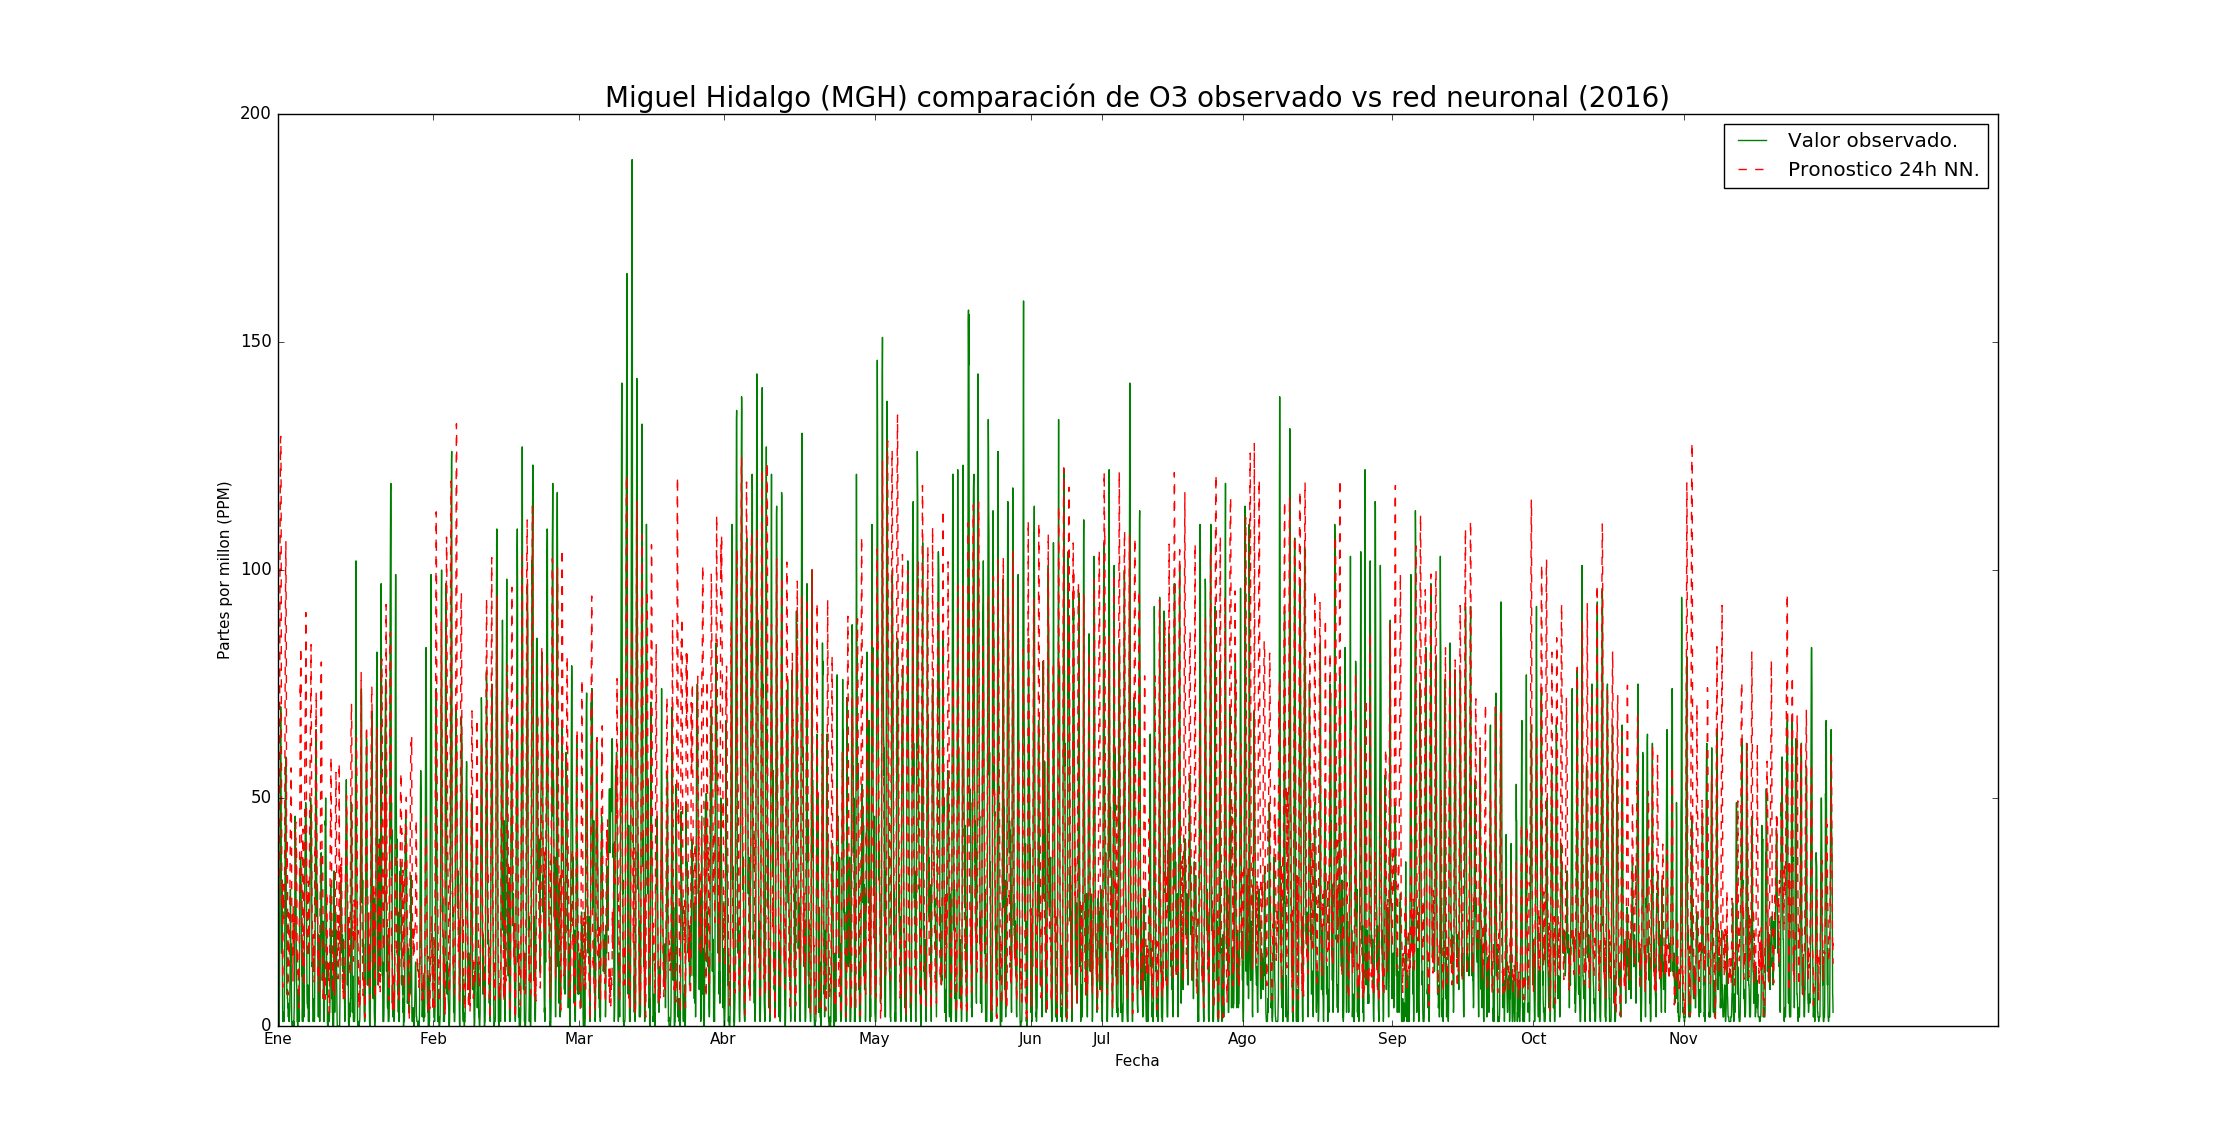 Miguel Hidalgo (MGH) comparación de O3 observado vs red neuronal (2016)
Valor observado.
Pronostico 24h NN.
200
150
100
50
0
Partes por millon (PPM)
Ene Feb Mar Abr May Jun Jul Ago Sep Oct Nov
Fecha